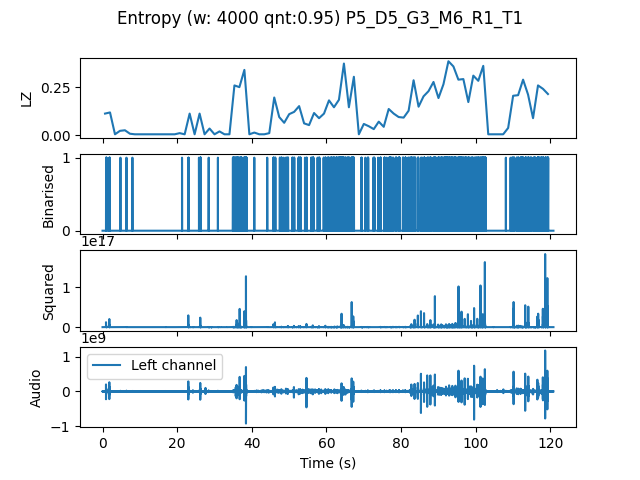 Entropy (w: 4000 qnt:0.95) P5_D5_G3_M6_R1_T1
LZ
0.25
0.00
Binarised
1
0
1e17
Squared
1
0
1e9
Audio
1
0
−1
Left channel
0 20 40 60 80 100 120
Time (s)